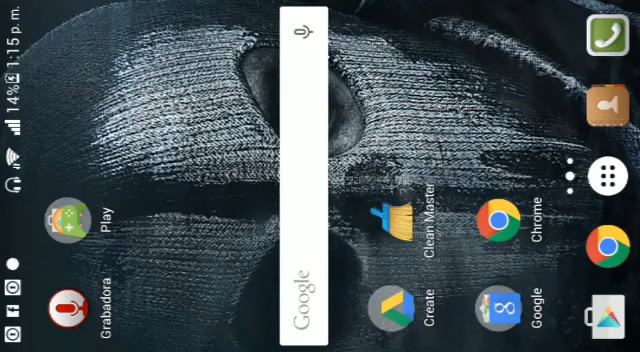 14% 1:15 p. m.
Grabadora
Play
Google
Create
Clean Master
Google
Chrome